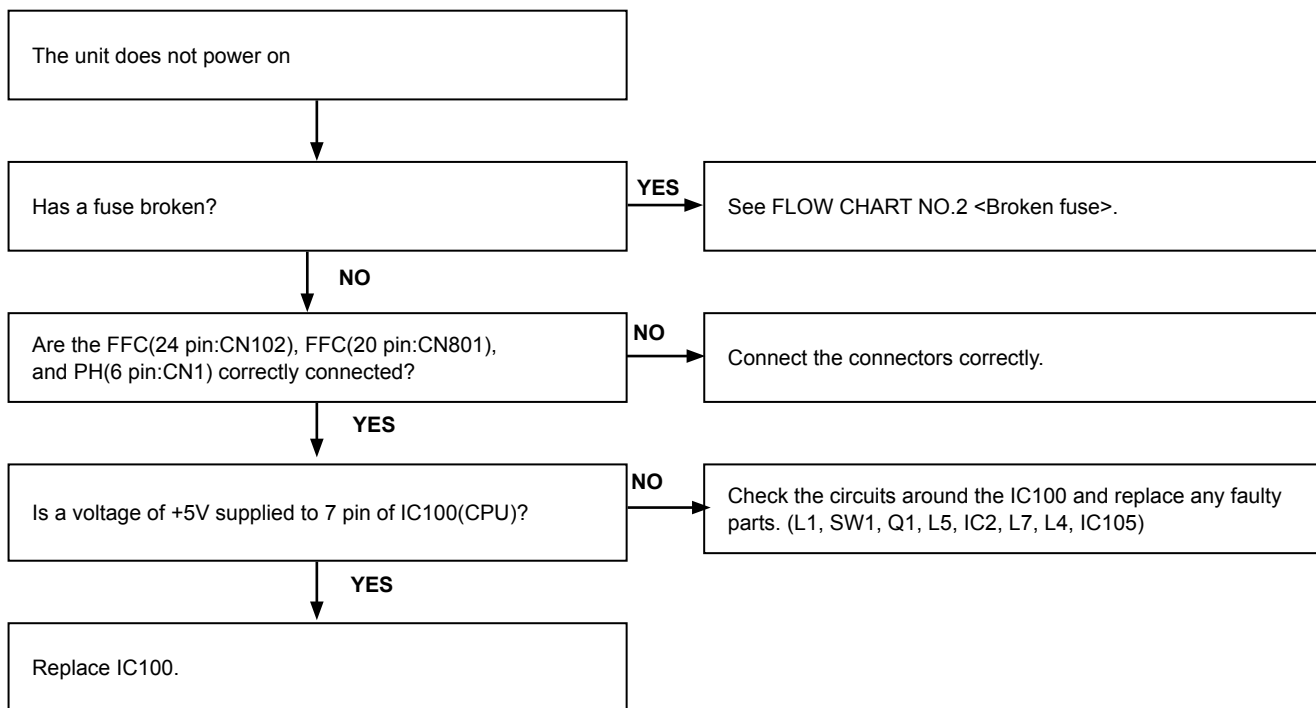 The unit does not power on
Has a fuse broken?
YES
See FLOW CHART NO.2 <Broken fuse>.
NO
Are the FFC(24 pin:CN102), FFC(20 pin:CN801),
and PH(6 pin:CN1) correctly connected?
NO
Connect the connectors correctly.
YES
Is a voltage of +5V supplied to 7 pin of IC100(CPU)?
NO
Check the circuits around the IC100 and replace any faulty
parts. (L1, SW1, Q1, L5, IC2, L7, L4, IC105)
YES
Replace IC100.